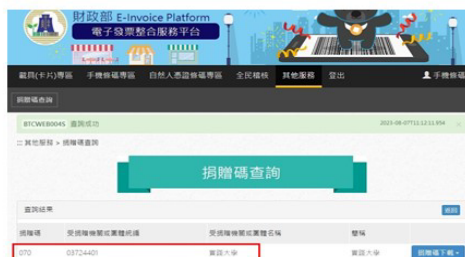 財政部 E-Invoice Platform
電子發票整合服務平台
載具(卡片)專區 手機條碼專區 自然人憑證條碼專區 全民稽核 其他服務 登出 手機條碼
捐贈碼查詢
BTCWEB004S 查詢成功
::: 其他服務 > 捐贈碼查詢
捐贈碼查詢
查詢結果 返回
捐贈碼 受捐贈機關或團體統編 受捐贈機關或團體名稱 簡稱
070 03724401 實踐大學 實踐大學 捐贈碼下載